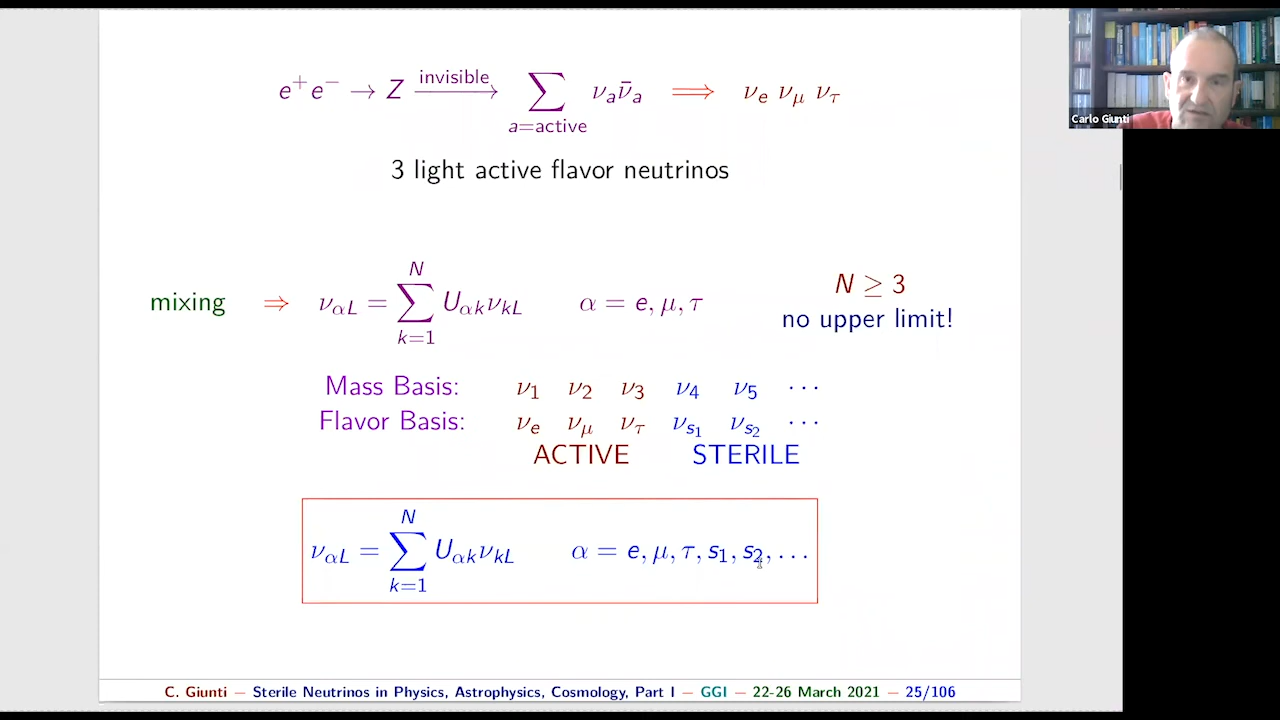 e⁺e⁻ → Z —invisible→ ∑_{a=active} ν_a ν̄_a ⟹ ν_e ν_μ ν_τ
3 light active flavor neutrinos
mixing ⇒ ν_{αL} = ∑_{k=1}^{N} U_{αk} ν_{kL} α = e, μ, τ N ≥ 3
no upper limit!
Mass Basis: ν₁ ν₂ ν₃ ν₄ ν₅ ⋯
Flavor Basis: ν_e ν_μ ν_τ ν_{s₁} ν_{s₂} ⋯
ACTIVE STERILE
ν_{αL} = ∑_{k=1}^{N} U_{αk} ν_{kL} α = e, μ, τ, s₁, s₂, …
C. Giunti − Sterile Neutrinos in Physics, Astrophysics, Cosmology, Part I − GGI − 22-26 March 2021 − 25/106
Carlo Giunti